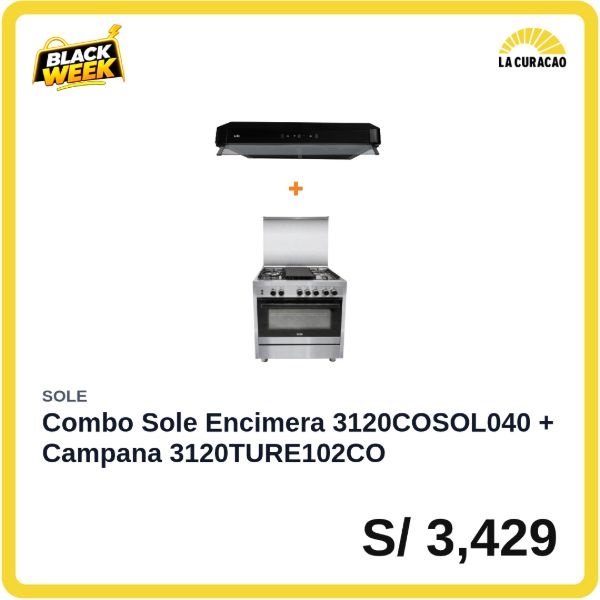 BLACK
WEEK
LA CURACAO
SOLE
Combo Sole Encimera 3120COSOL040 +
Campana 3120TURE102CO
S/ 3,429